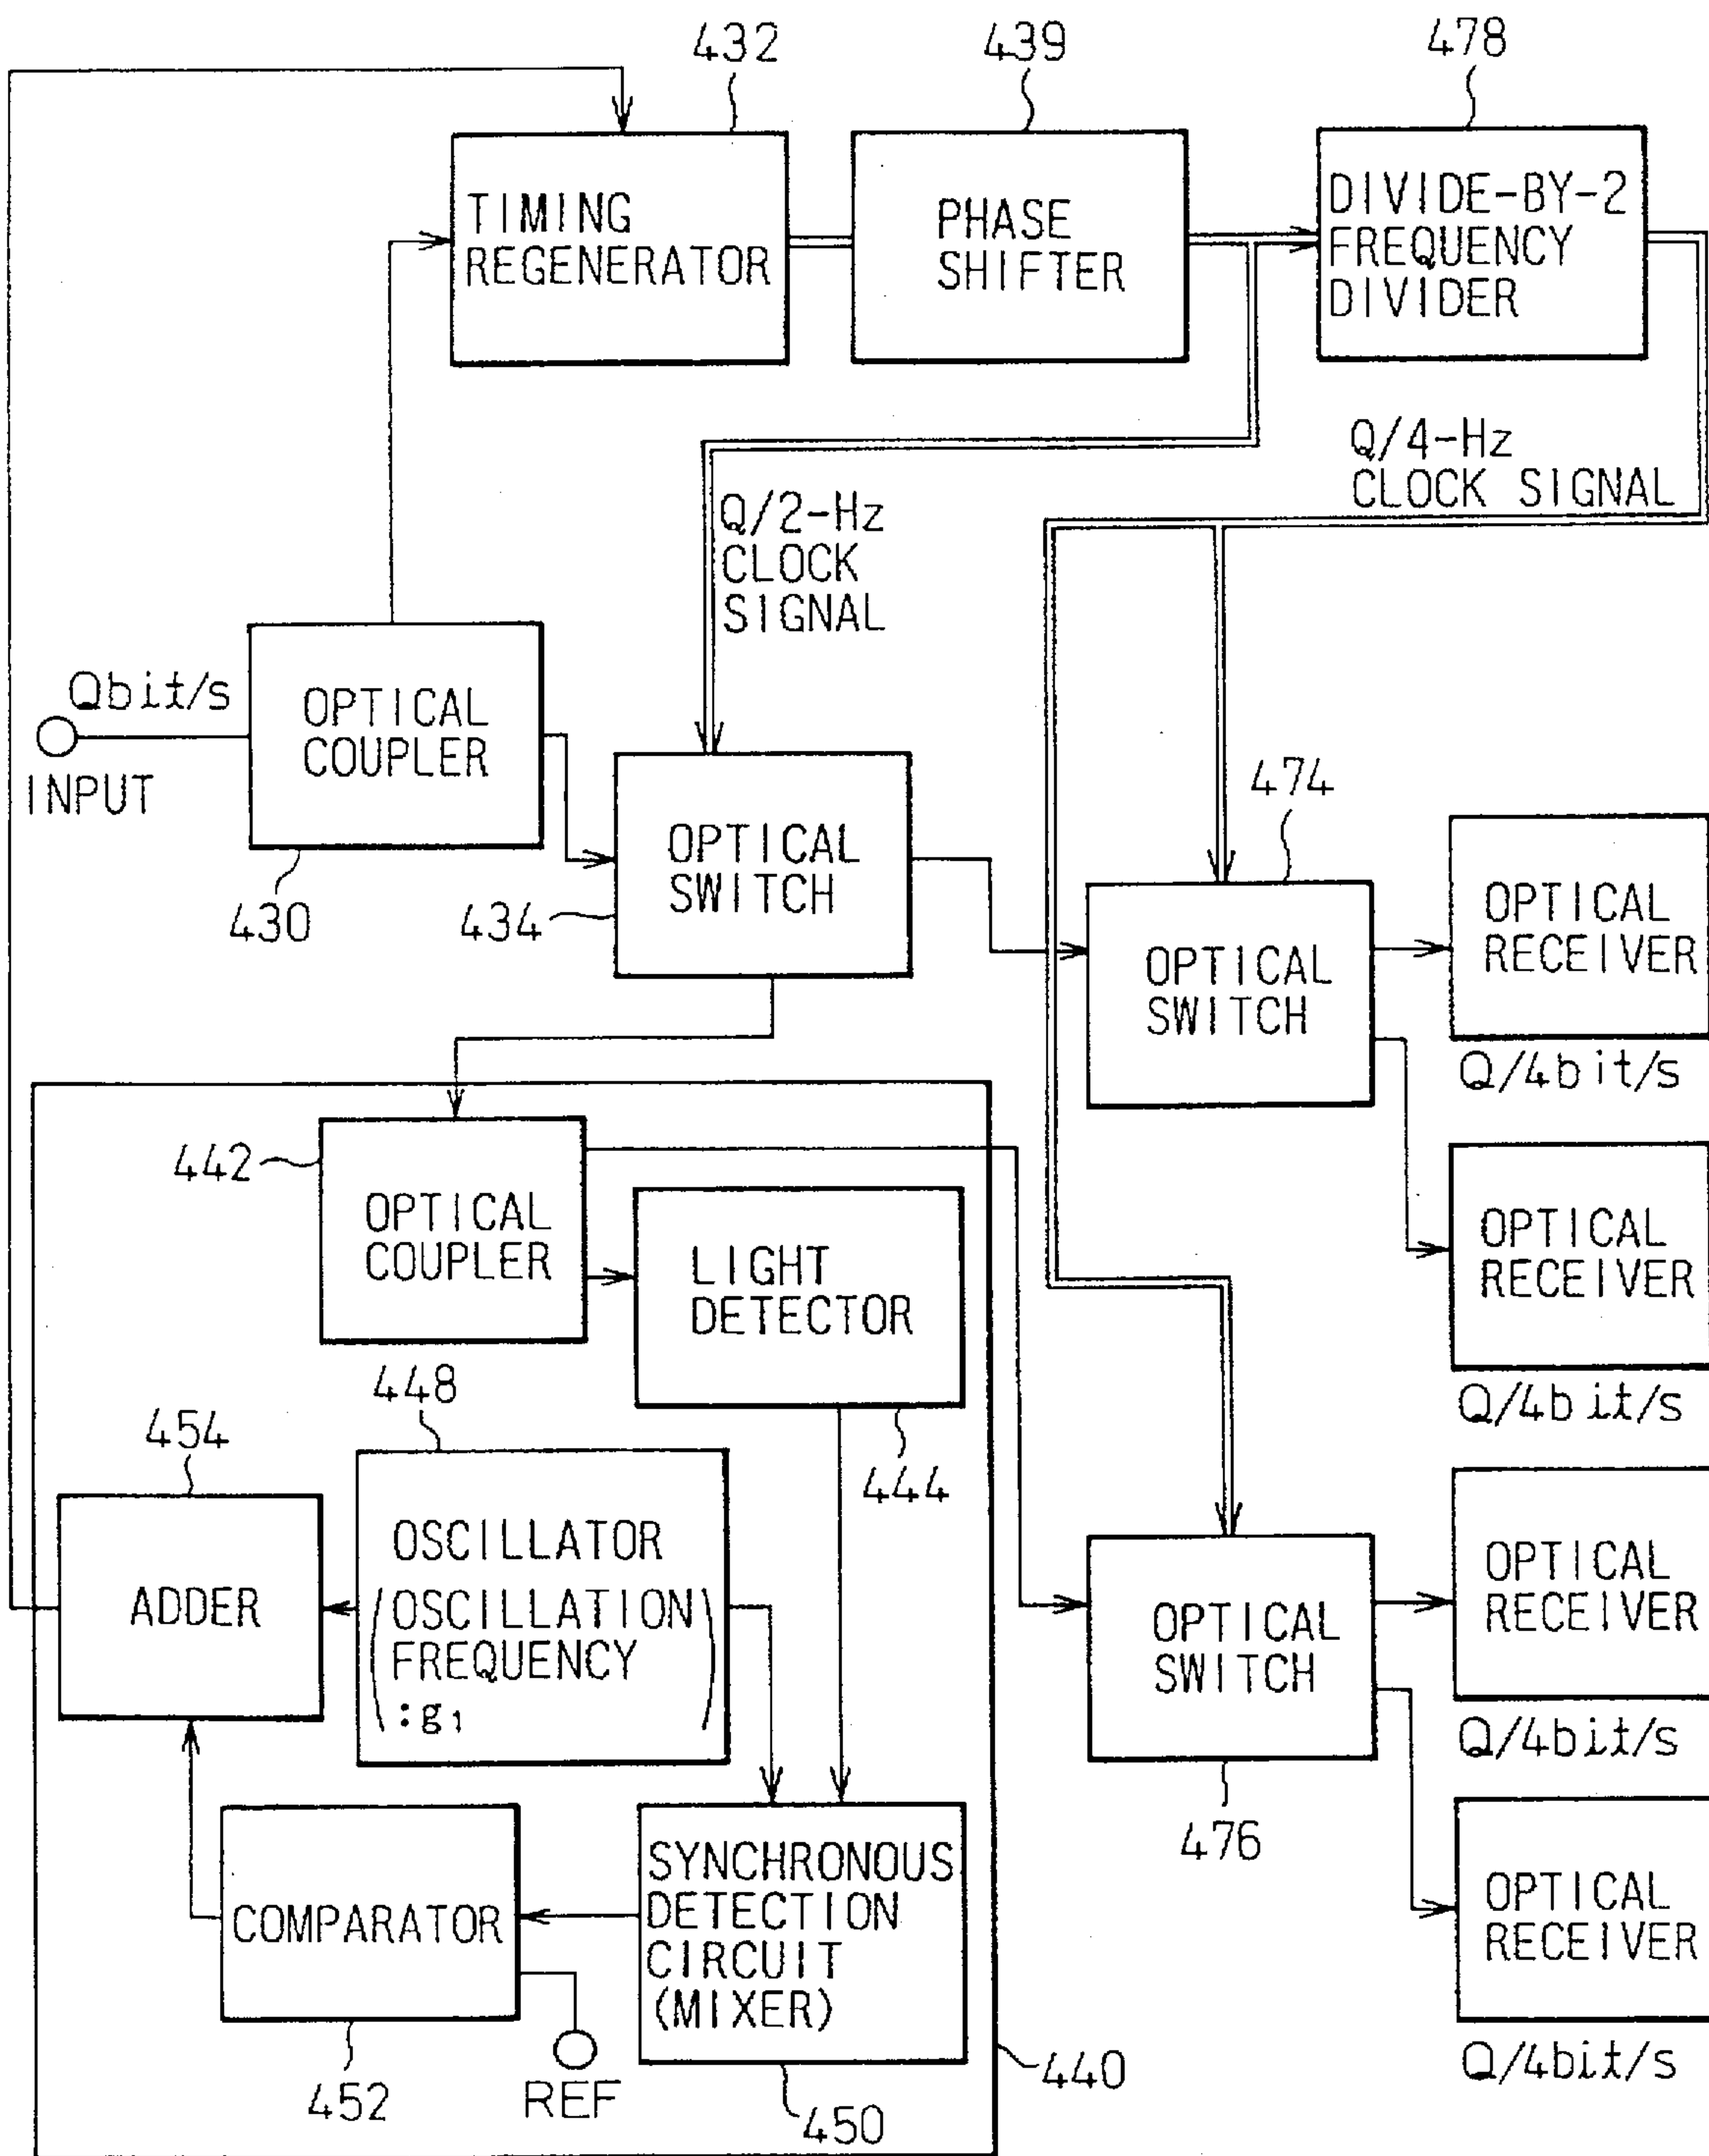 432
439
478
TIMING
REGENERATOR
PHASE
SHIFTER
DIVIDE-BY-2
FREQUENCY
DIVIDER
Q/4-Hz
CLOCK SIGNAL
Q/2-Hz
CLOCK
SIGNAL
Qbit/s
INPUT
OPTICAL
COUPLER
430
434
OPTICAL
SWITCH
474
OPTICAL
SWITCH
OPTICAL
RECEIVER
Q/4bit/s
OPTICAL
RECEIVER
Q/4bit/s
442
OPTICAL
COUPLER
LIGHT
DETECTOR
444
448
454
ADDER
OSCILLATOR
(OSCILLATION
FREQUENCY
:g₁)
OPTICAL
SWITCH
476
OPTICAL
RECEIVER
Q/4bit/s
OPTICAL
RECEIVER
Q/4bit/s
COMPARATOR
452
REF
SYNCHRONOUS
DETECTION
CIRCUIT
(MIXER)
450
440